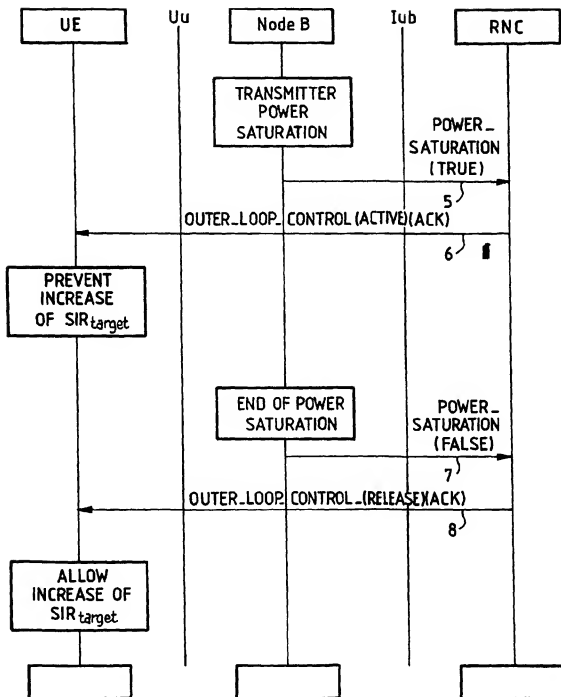 UE
Uu
Node B
Iub
RNC
TRANSMITTER
POWER
SATURATION
POWER_
SATURATION
(TRUE)
5
OUTER_LOOP_CONTROL(ACTIVE)(ACK)
6
PREVENT
INCREASE
OF SIRtarget
END OF POWER
SATURATION
POWER_
SATURATION
(FALSE)
7
OUTER_LOOP_CONTROL_(RELEASE)(ACK)
8
ALLOW
INCREASE OF
SIRtarget